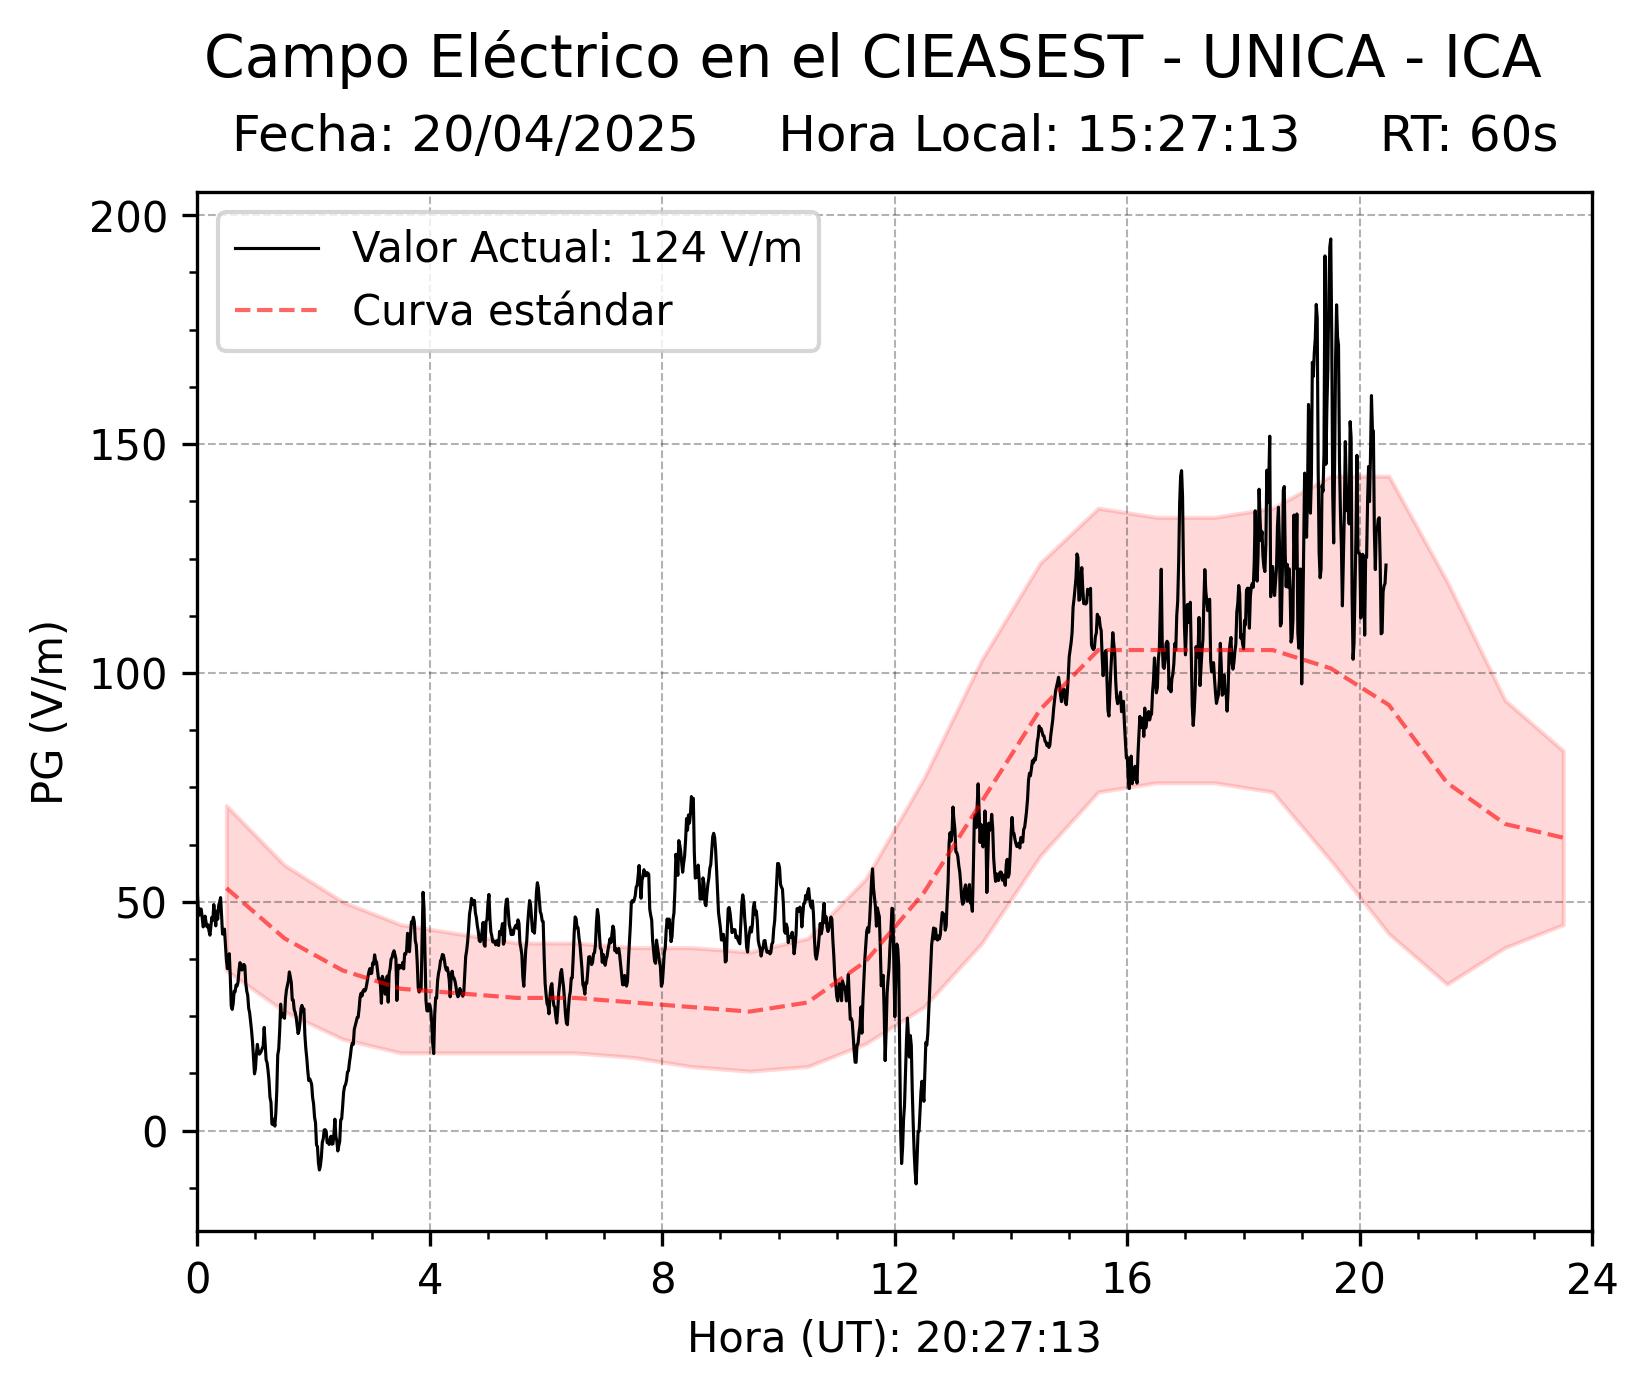 Campo Eléctrico en el CIEASEST - UNICA - ICA
Fecha: 20/04/2025 Hora Local: 15:27:13 RT: 60s
Valor Actual: 124 V/m
Curva estándar
PG (V/m)
200
150
100
50
0
0 4 8 12 16 20 24
Hora (UT): 20:27:13